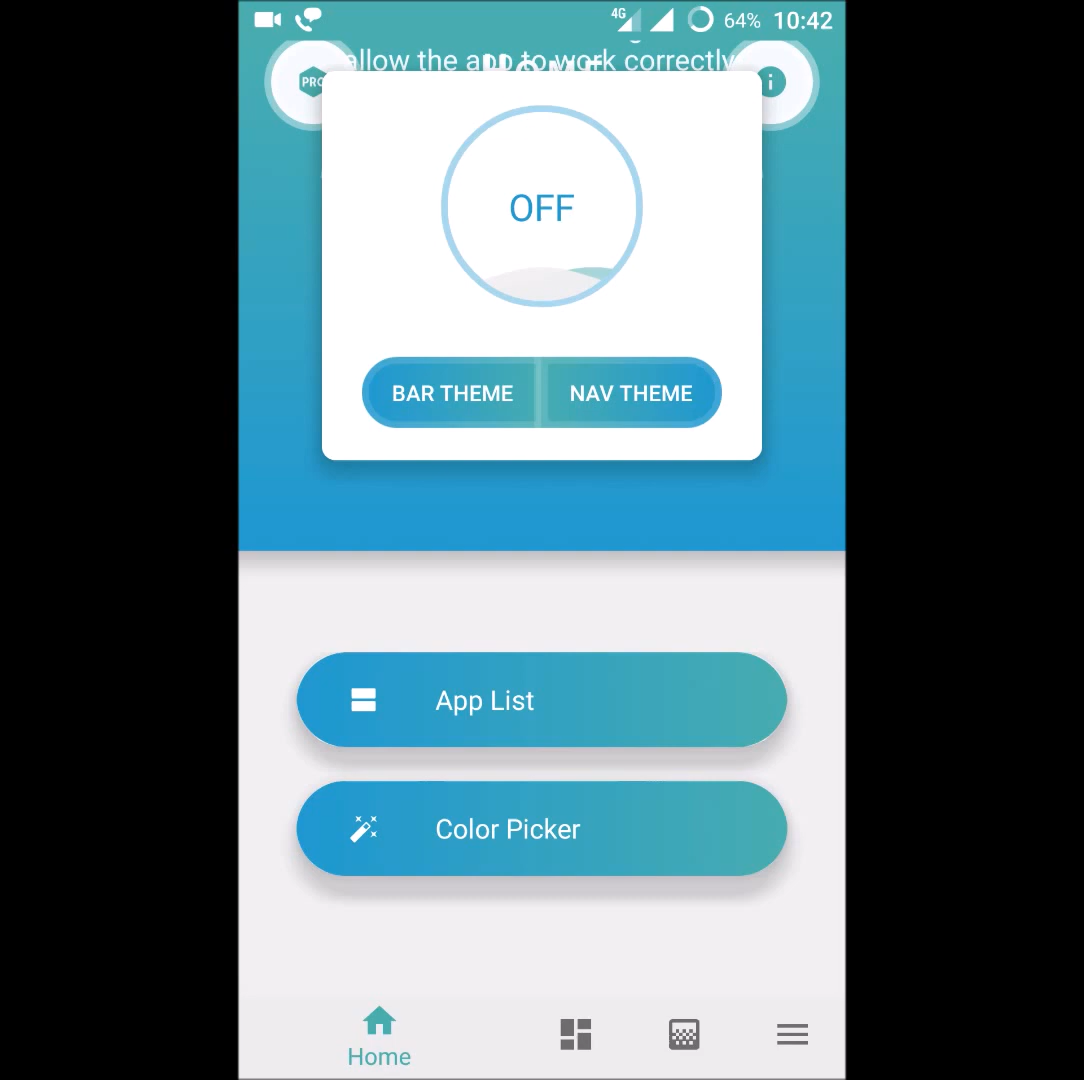 4G 64% 10:42
allow the app to work correctly
PRO HOME i
OFF
BAR THEME NAV THEME
App List
Color Picker
Home